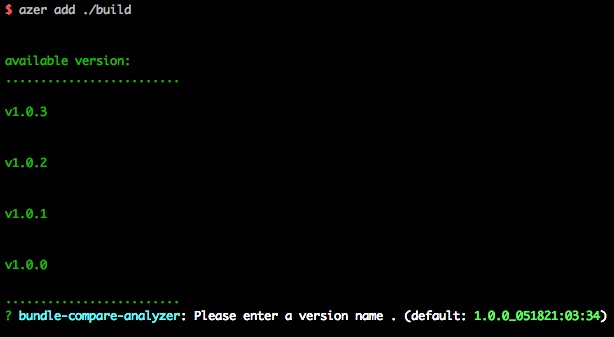 $ azer add ./build
available version:
.........................
v1.0.3
v1.0.2
v1.0.1
v1.0.0
.........................
? bundle-compare-analyzer: Please enter a version name . (default: 1.0.0_051821:03:34)